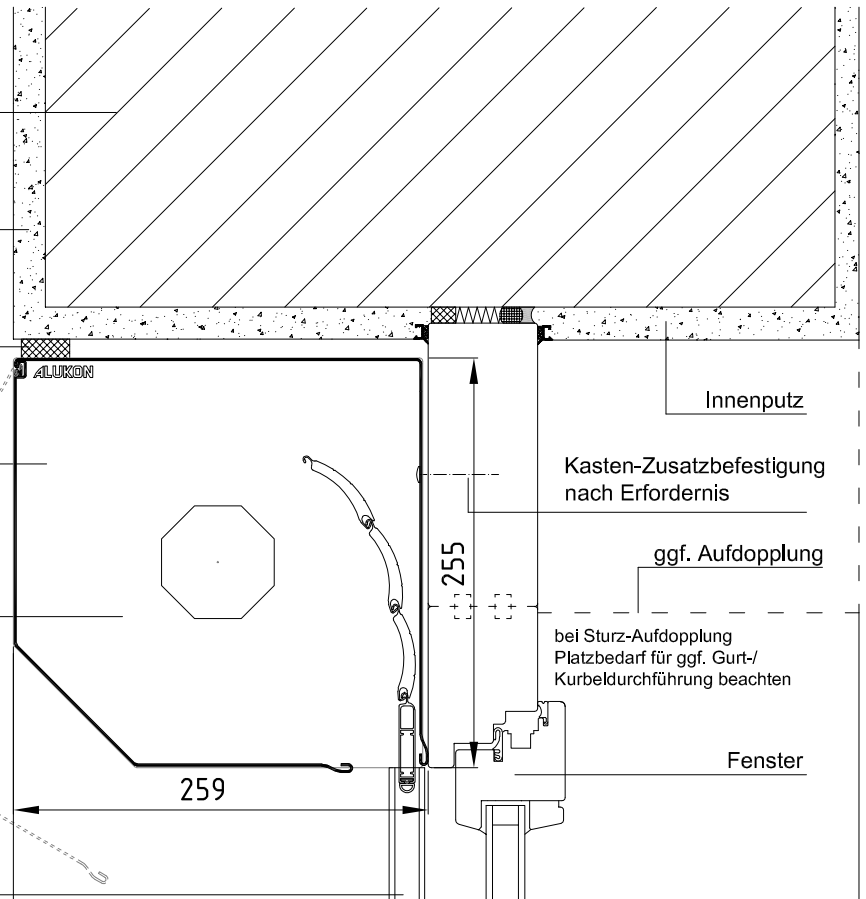 ALUKON
Innenputz
Kasten-Zusatzbefestigung
nach Erfordernis
ggf. Aufdopplung
255
bei Sturz-Aufdopplung
Platzbedarf für ggf. Gurt-/
Kurbeldurchführung beachten
Fenster
259